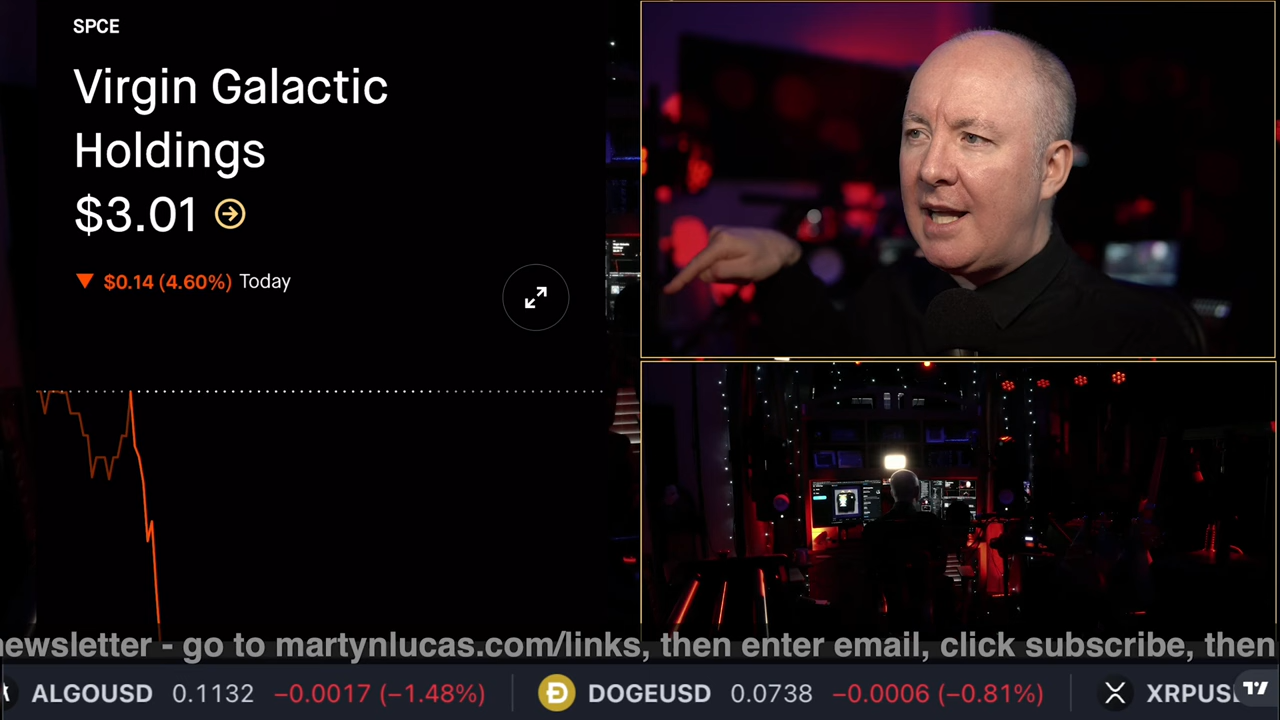 SPCE
Virgin Galactic
Holdings
$3.01
$0.14 (4.60%) Today
newsletter - go to martynlucas.com/links, then enter email, click subscribe, then
ALGOUSD 0.1132 −0.0017 (−1.48%) DOGEUSD 0.0738 −0.0006 (−0.81%)